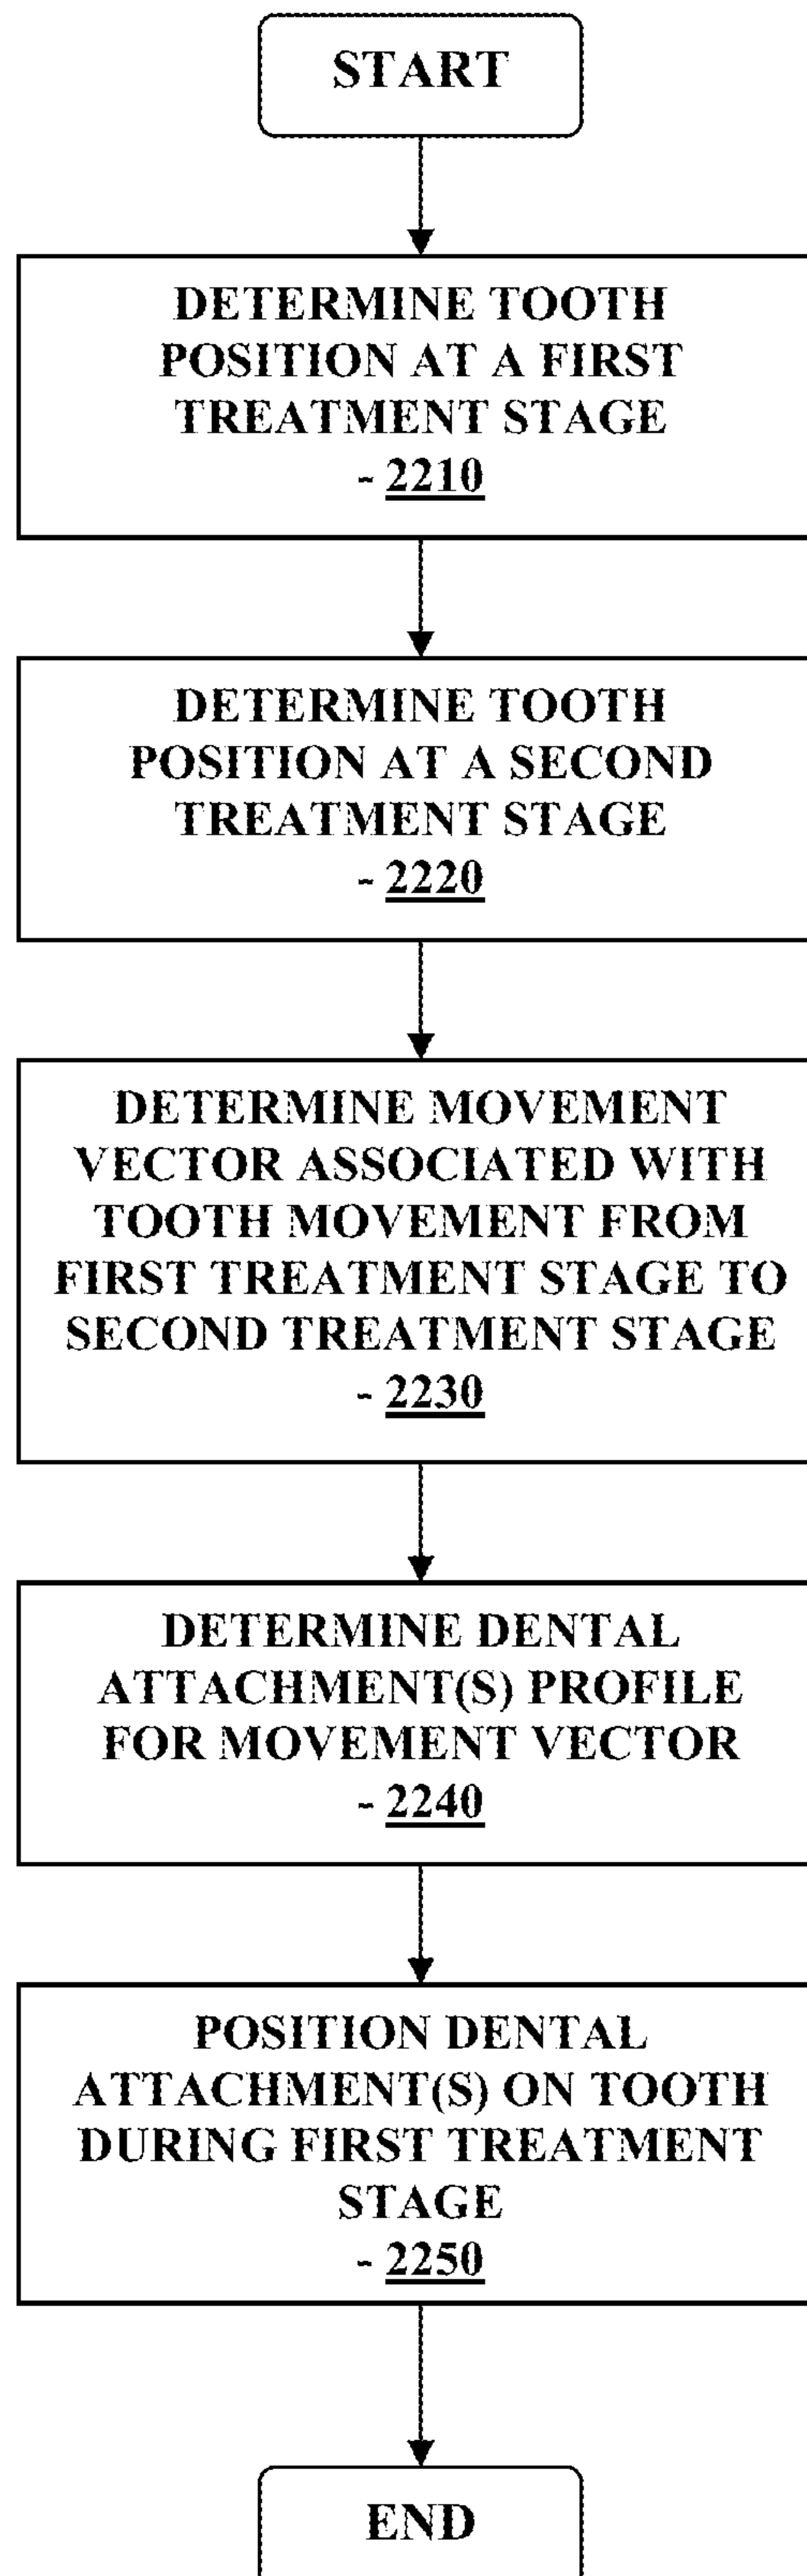 START
DETERMINE TOOTH
POSITION AT A FIRST
TREATMENT STAGE
- 2210
DETERMINE TOOTH
POSITION AT A SECOND
TREATMENT STAGE
- 2220
DETERMINE MOVEMENT
VECTOR ASSOCIATED WITH
TOOTH MOVEMENT FROM
FIRST TREATMENT STAGE TO
SECOND TREATMENT STAGE
- 2230
DETERMINE DENTAL
ATTACHMENT(S) PROFILE
FOR MOVEMENT VECTOR
- 2240
POSITION DENTAL
ATTACHMENT(S) ON TOOTH
DURING FIRST TREATMENT
STAGE
- 2250
END